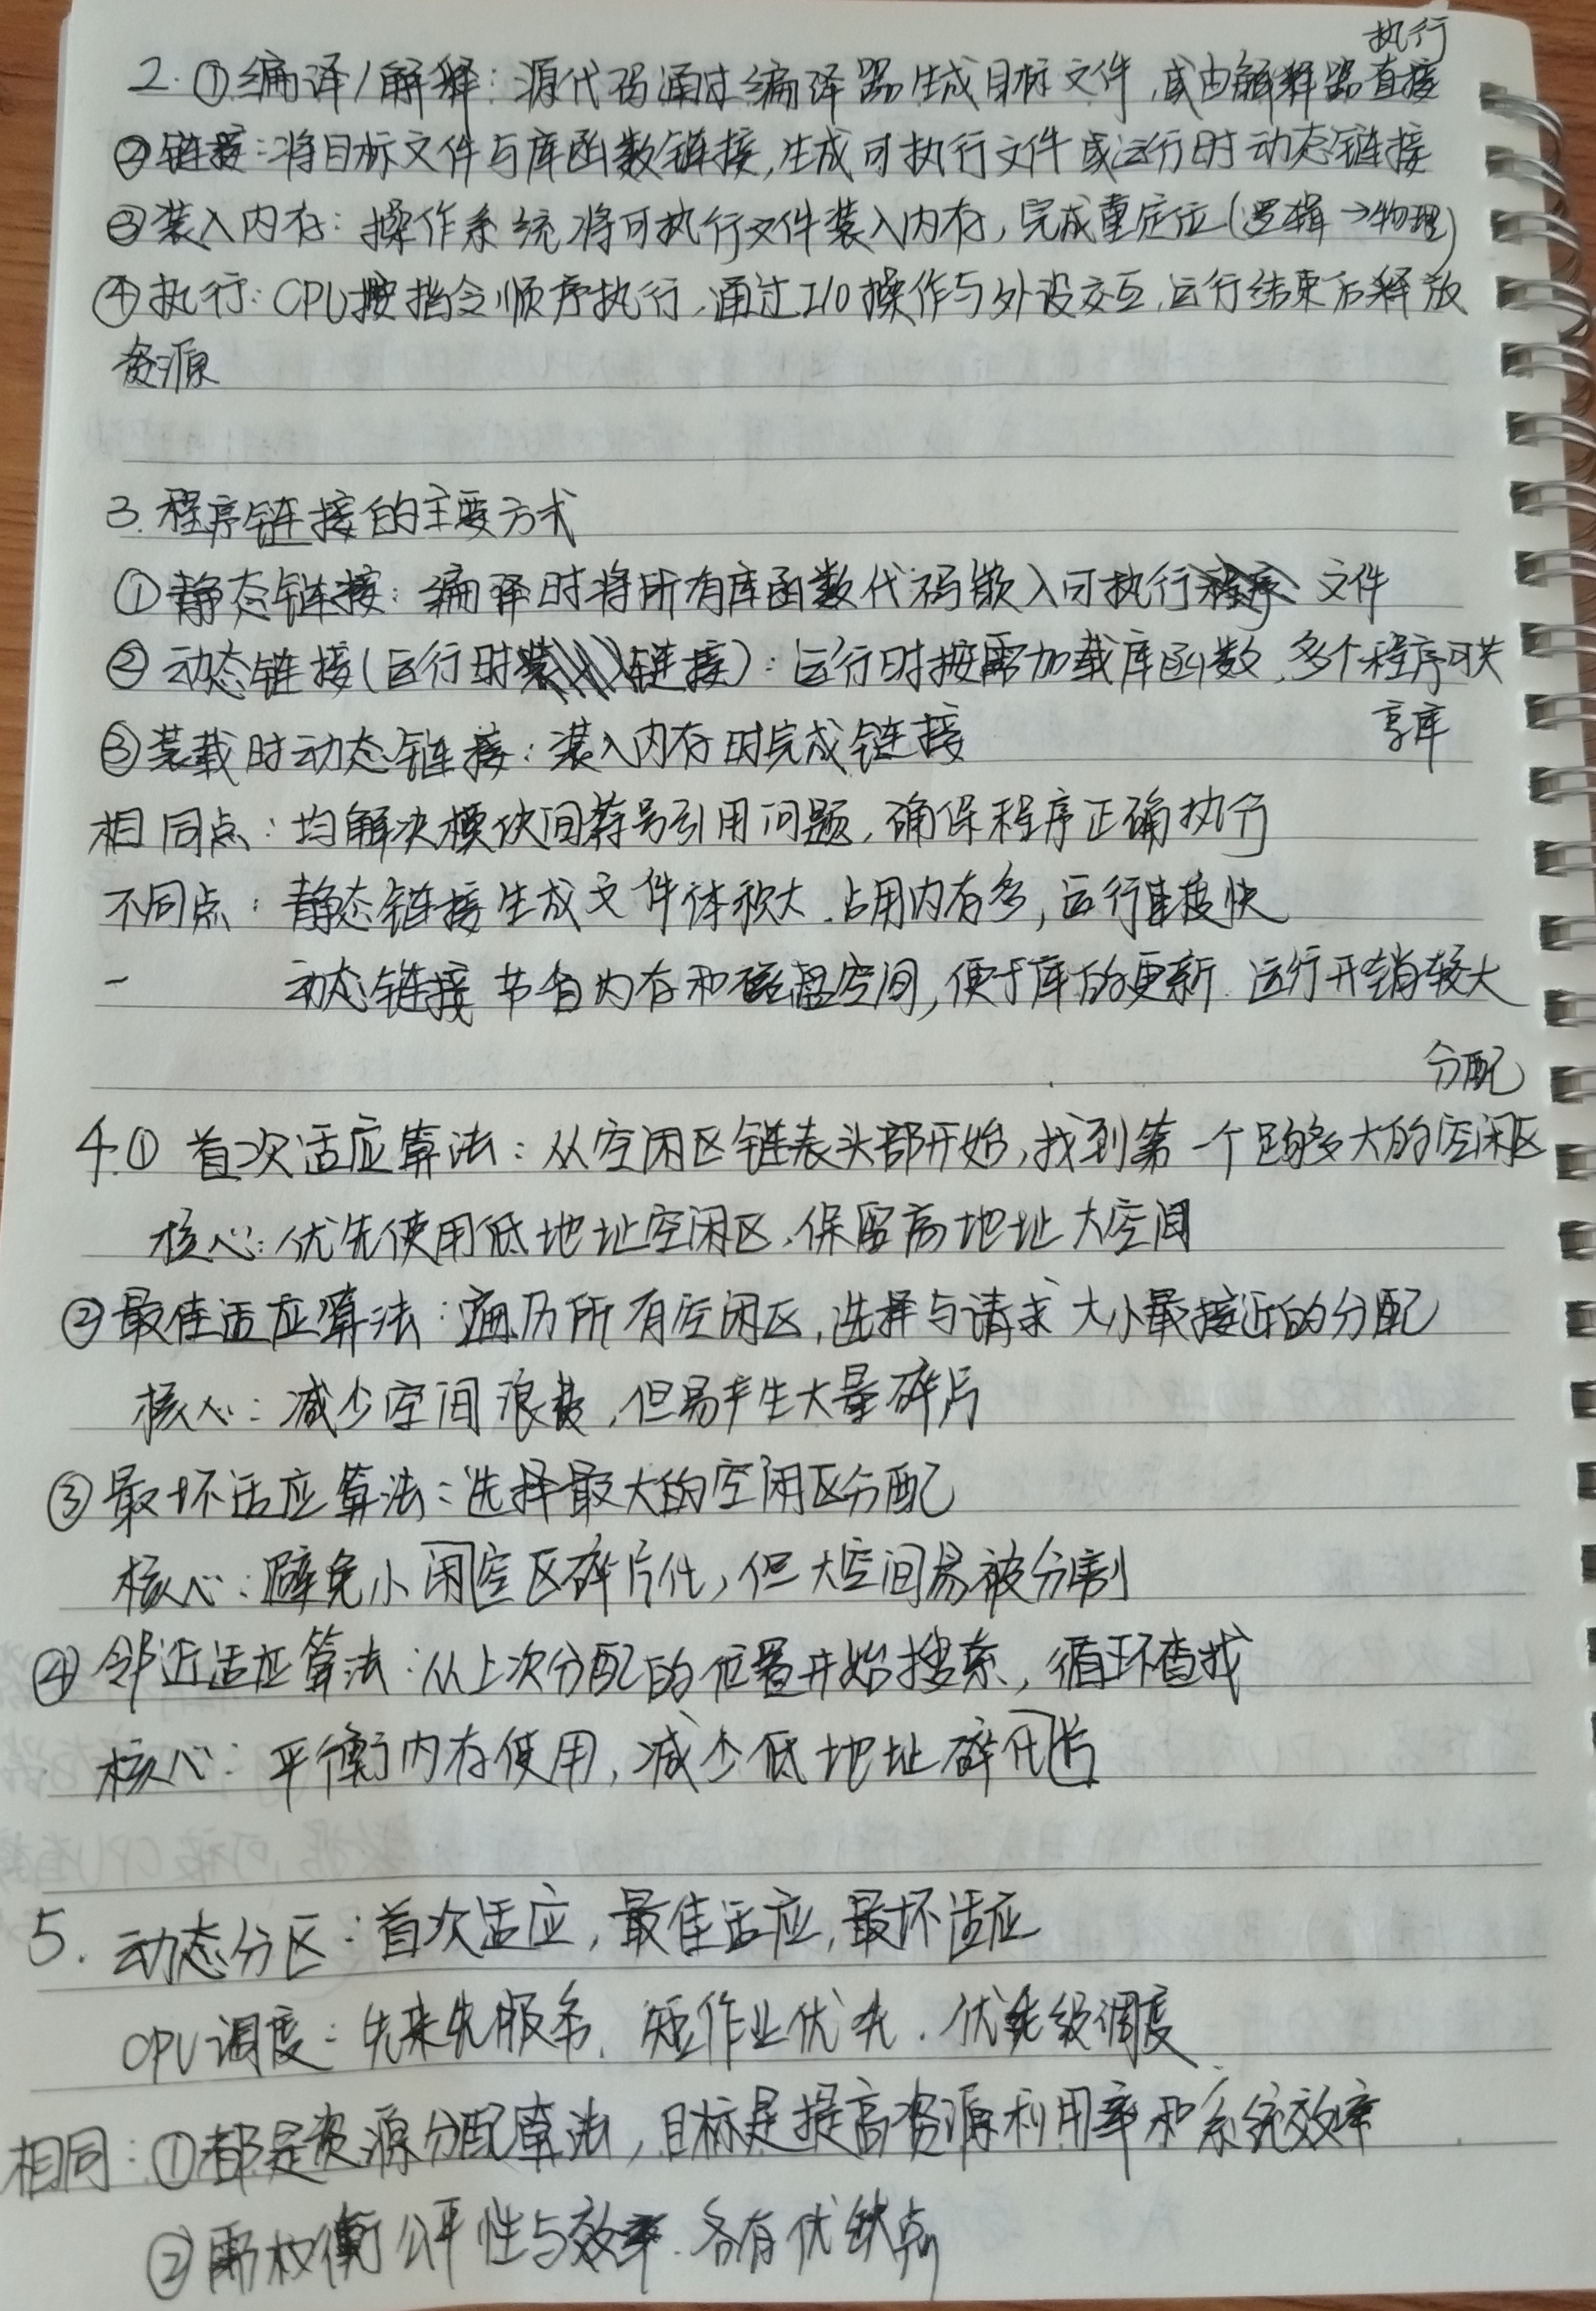 2.①编译/解释：源代码通过编译器生成目标文件，或由解释器直接执行
②链接：将目标文件与库函数链接，生成可执行文件或运行时动态链接
③装入内存：操作系统将可执行文件装入内存，完成重定位(逻辑→物理)
④执行：CPU按指令顺序执行，通过I/O操作与外设交互，运行结束后释放
资源
3.程序链接的主要方式
①静态链接：编译时将所有库函数代码嵌入可执行文件
②动态链接(运行时链接)：运行时按需加载库函数，多个程序可共
享库
③装载时动态链接：装入内存时完成链接
相同点：均解决模块间符号引用问题，确保程序正确执行
不同点：静态链接生成文件体积大，占用内存多，运行速度快
动态链接节省内存和磁盘空间，便于库的更新，运行开销较大
4.①首次适应算法：从空闲区链表头部开始，找到第一个足够大的空闲区分配
核心：优先使用低地址空闲区，保留高地址大空间
②最佳适应算法：遍历所有空闲区，选择与请求大小最接近的分配
核心：减少空间浪费，但易产生大量碎片
③最坏适应算法：选择最大的空闲区分配
核心：避免小闲空区碎片化，但大空间易被分割
④邻近适应算法：从上次分配的位置开始搜索，循环查找
核心：平衡内存使用，减少低地址碎化片
5.动态分区：首次适应，最佳适应，最坏适应
CPU调度：先来先服务，短作业优先，优先级调度
相同：①都是资源分配算法，目标是提高资源利用率和系统效率
②需权衡公平性与效率，各有优缺点